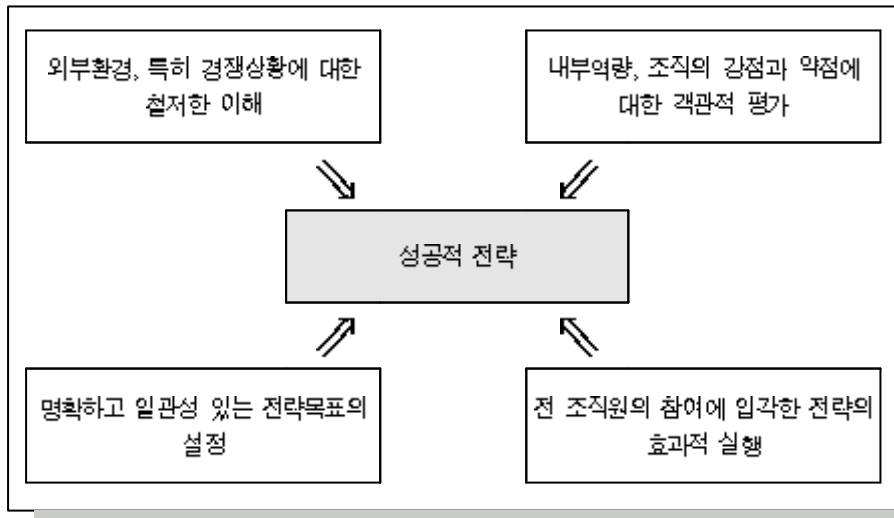 외부환경, 특히 경쟁상황에 대한
철저한 이해
내부역량, 조직의 강점과 약점에
대한 객관적 평가
성공적 전략
명확하고 일관성 있는 전략목표의
설정
전 조직원의 참여에 입각한 전략의
효과적 실행